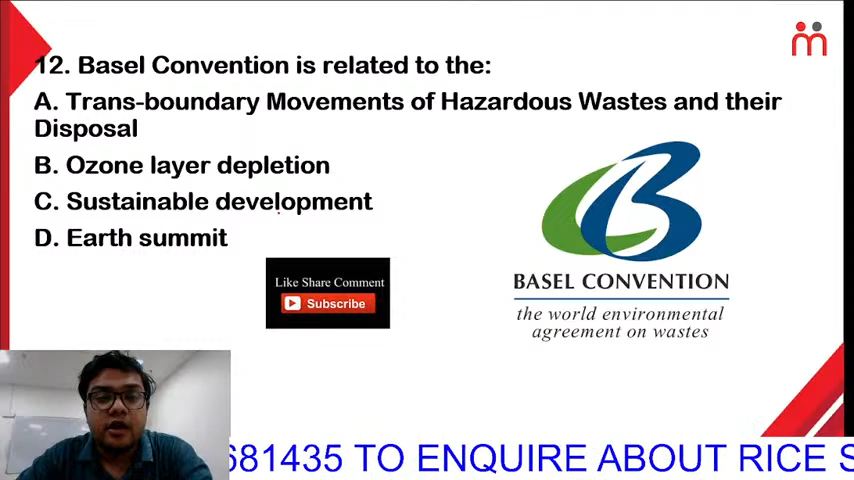 12. Basel Convention is related to the:
A. Trans-boundary Movements of Hazardous Wastes and their
Disposal
B. Ozone layer depletion
C. Sustainable development
D. Earth summit
Like Share Comment
Subscribe
BASEL CONVENTION
the world environmental
agreement on wastes
681435 TO ENQUIRE ABOUT RICE S